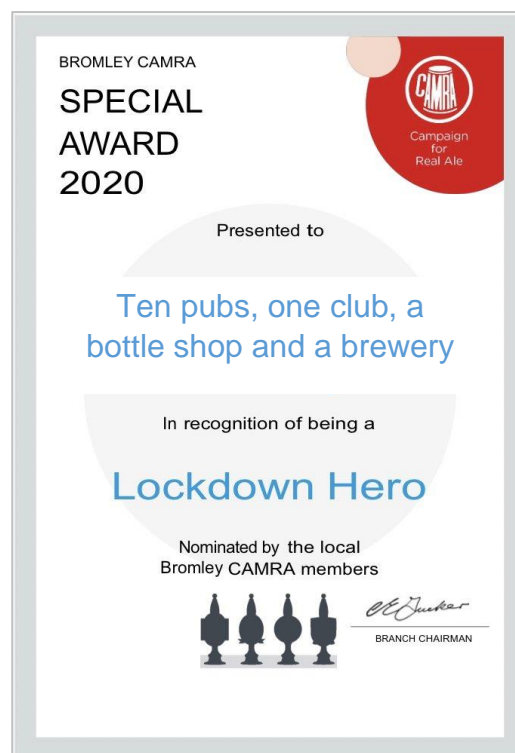 BROMLEY CAMRA
SPECIAL
AWARD
2020
CAMRA
Campaign
for
Real Ale
Presented to
Ten pubs, one club, a
bottle shop and a brewery
In recognition of being a
Lockdown Hero
Nominated by the local
Bromley CAMRA members
BRANCH CHAIRMAN